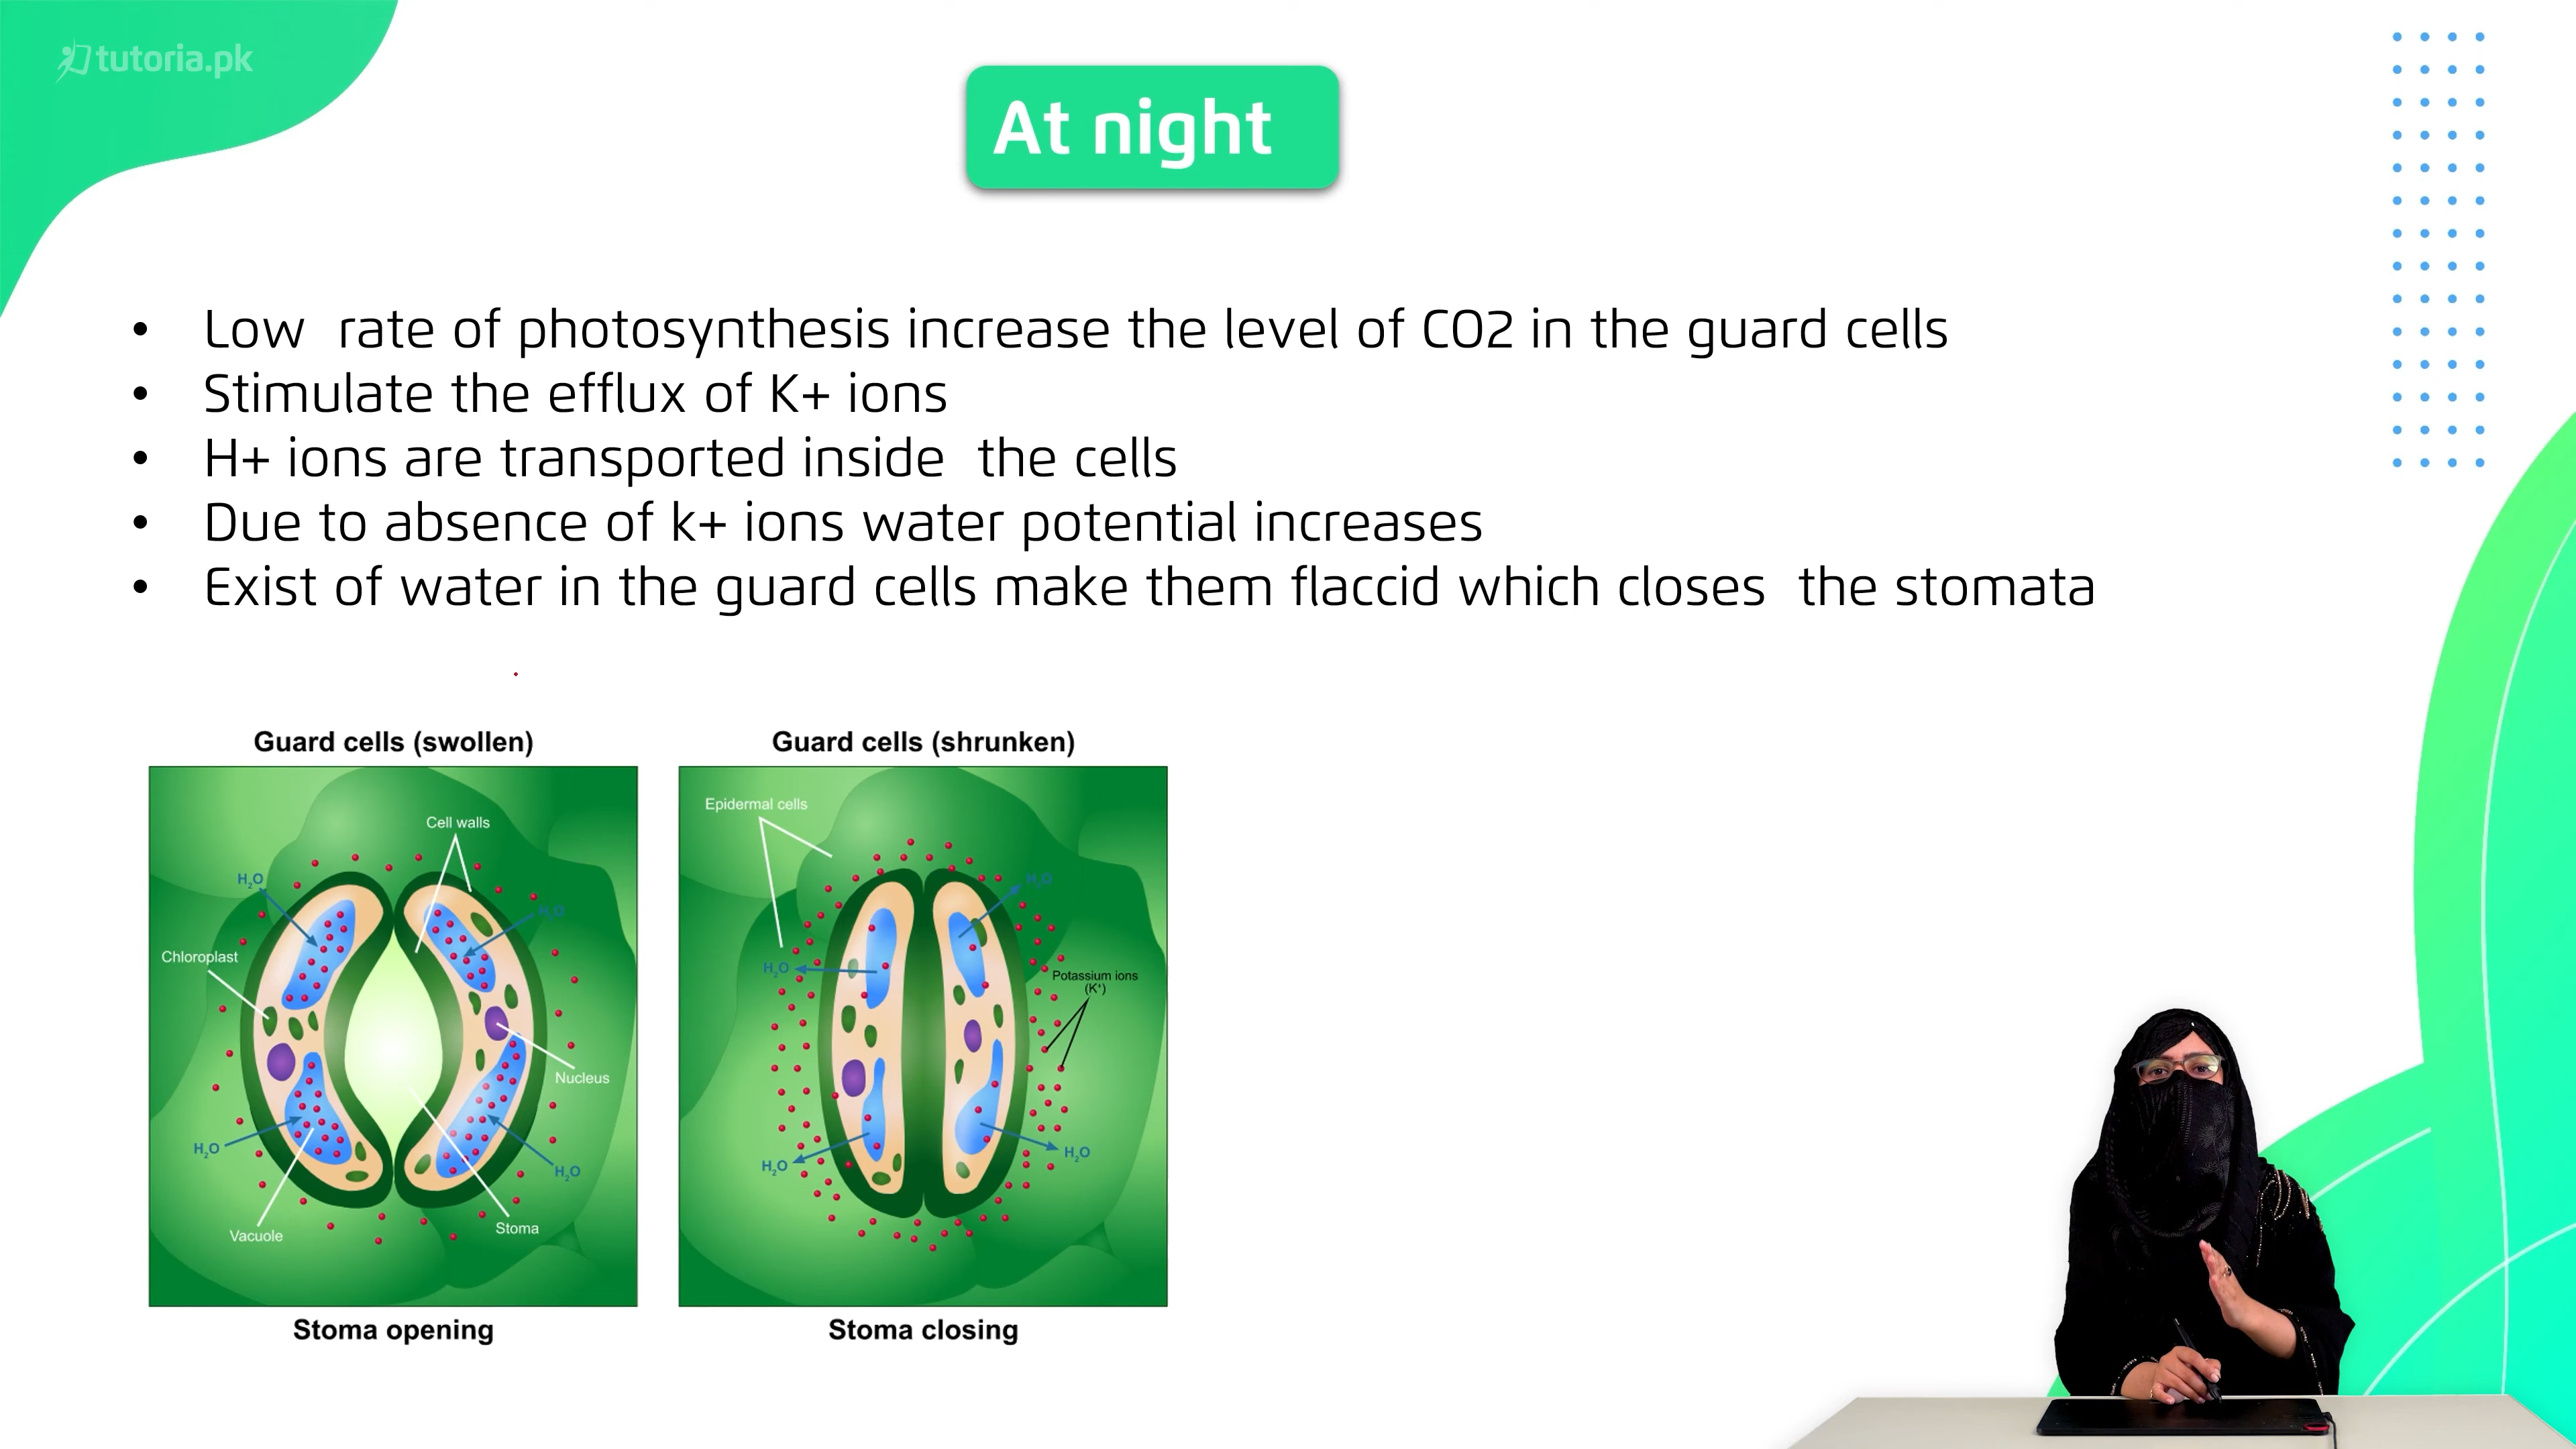 tutoria.pk
At night
• Low rate of photosynthesis increase the level of CO2 in the guard cells
• Stimulate the efflux of K+ ions
• H+ ions are transported inside the cells
• Due to absence of k+ ions water potential increases
• Exist of water in the guard cells make them flaccid which closes the stomata
Guard cells (swollen)
Cell walls
H₂O
H₂O
Chloroplast
Nucleus
H₂O
H₂O
Vacuole
Stoma
Stoma opening
Guard cells (shrunken)
Epidermal cells
H₂O
H₂O
Potassium ions
(K⁺)
H₂O
H₂O
Stoma closing